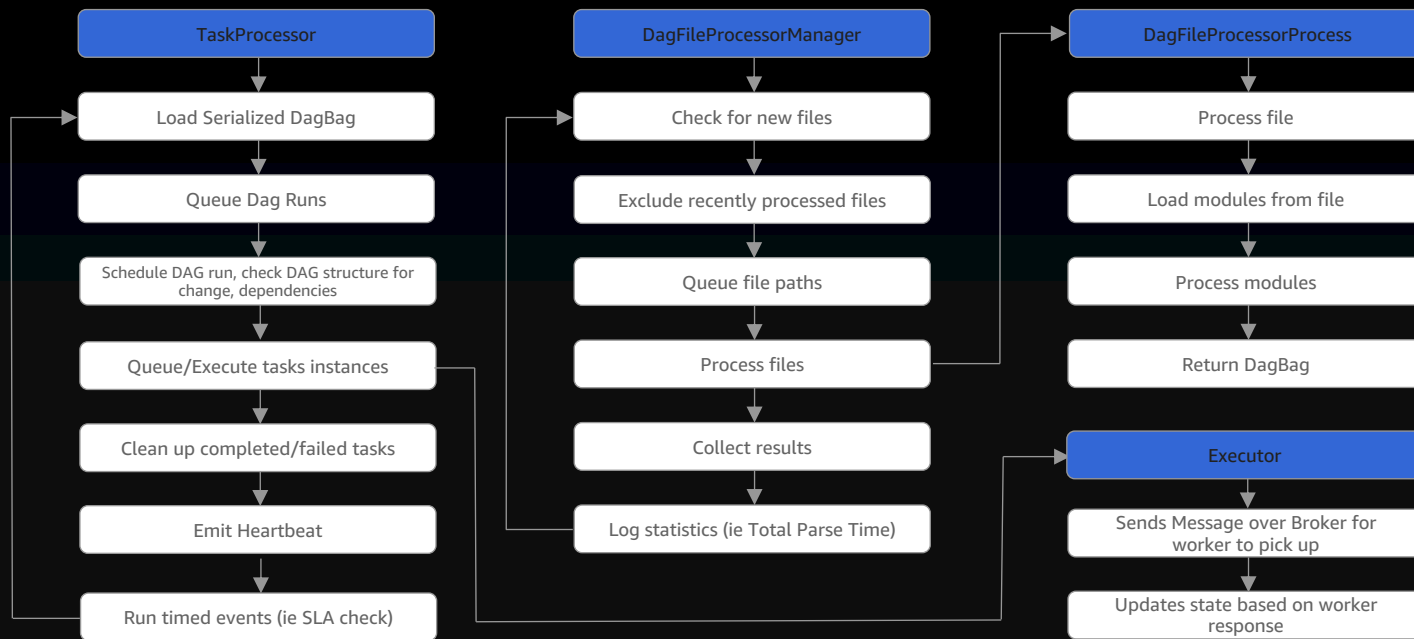 TaskProcessor
Load Serialized DagBag
Queue Dag Runs
Schedule DAG run, check DAG structure for
change, dependencies
Queue/Execute tasks instances
Clean up completed/failed tasks
Emit Heartbeat
Run timed events (ie SLA check)
DagFileProcessorManager
Check for new files
Exclude recently processed files
Queue file paths
Process files
Collect results
Log statistics (ie Total Parse Time)
DagFileProcessorProcess
Process file
Load modules from file
Process modules
Return DagBag
Executor
Sends Message over Broker for
worker to pick up
Updates state based on worker
response